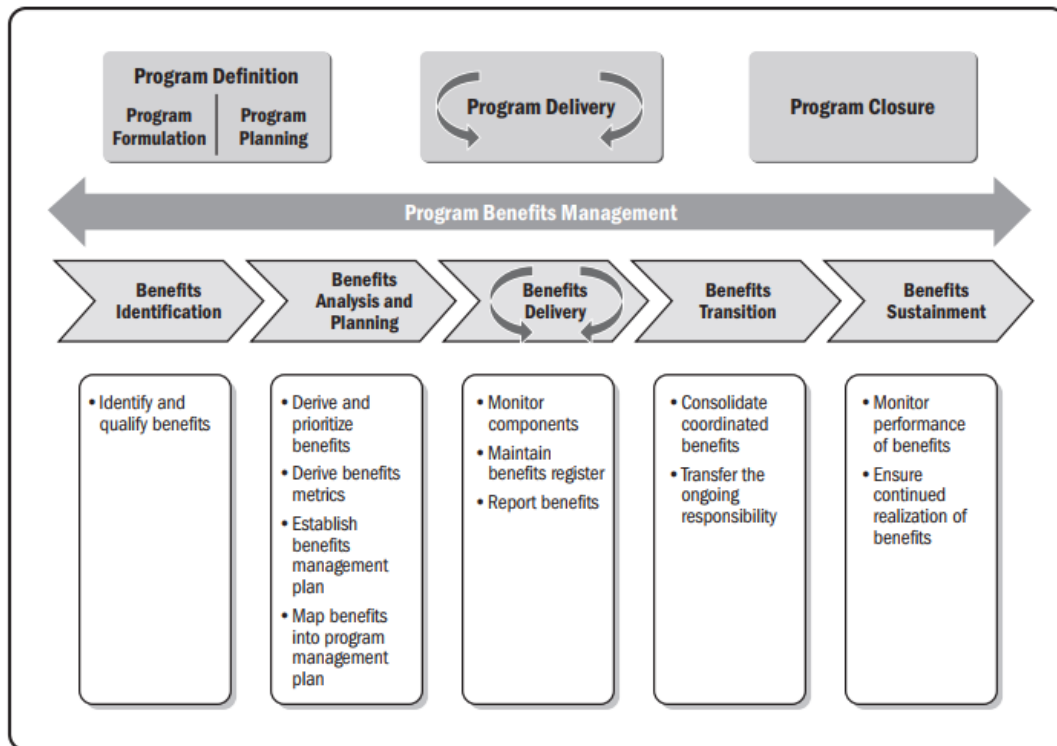 Program Definition
Program
Formulation
Program
Planning
Program Delivery
Program Closure
Program Benefits Management
Benefits
Identification
Benefits
Analysis and
Planning
Benefits
Delivery
Benefits
Transition
Benefits
Sustainment
• Identify and
qualify benefits
• Derive and
prioritize
benefits
• Derive benefits
metrics
• Establish
benefits
management
plan
• Map benefits
into program
management
plan
• Monitor
components
• Maintain
benefits register
• Report benefits
• Consolidate
coordinated
benefits
• Transfer the
ongoing
responsibility
• Monitor
performance
of benefits
• Ensure
continued
realization of
benefits